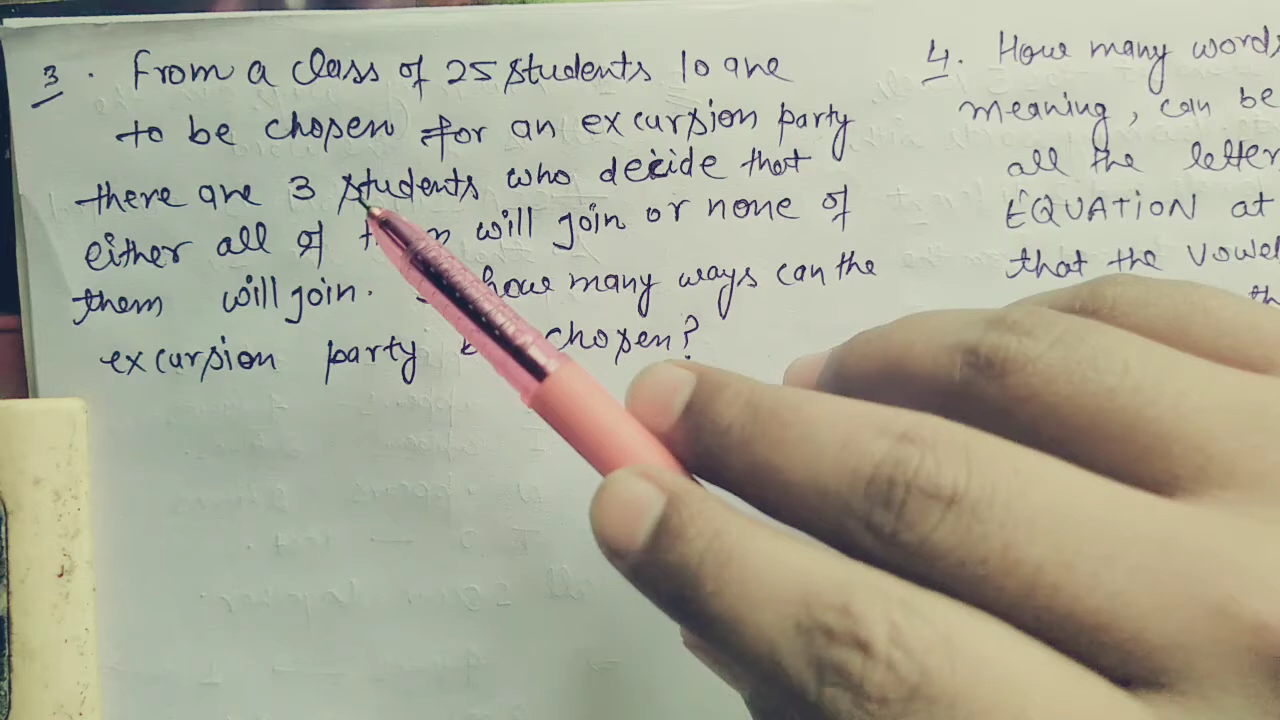 3. From a class of 25 students 10 are
to be chosen for an excursion party
there are 3 students who decide that
either all of will join or none of
them will join. how many ways can the
excursion party chosen?
4. How many words
meaning, can be
all the letter
EQUATION at
that the vowel
th